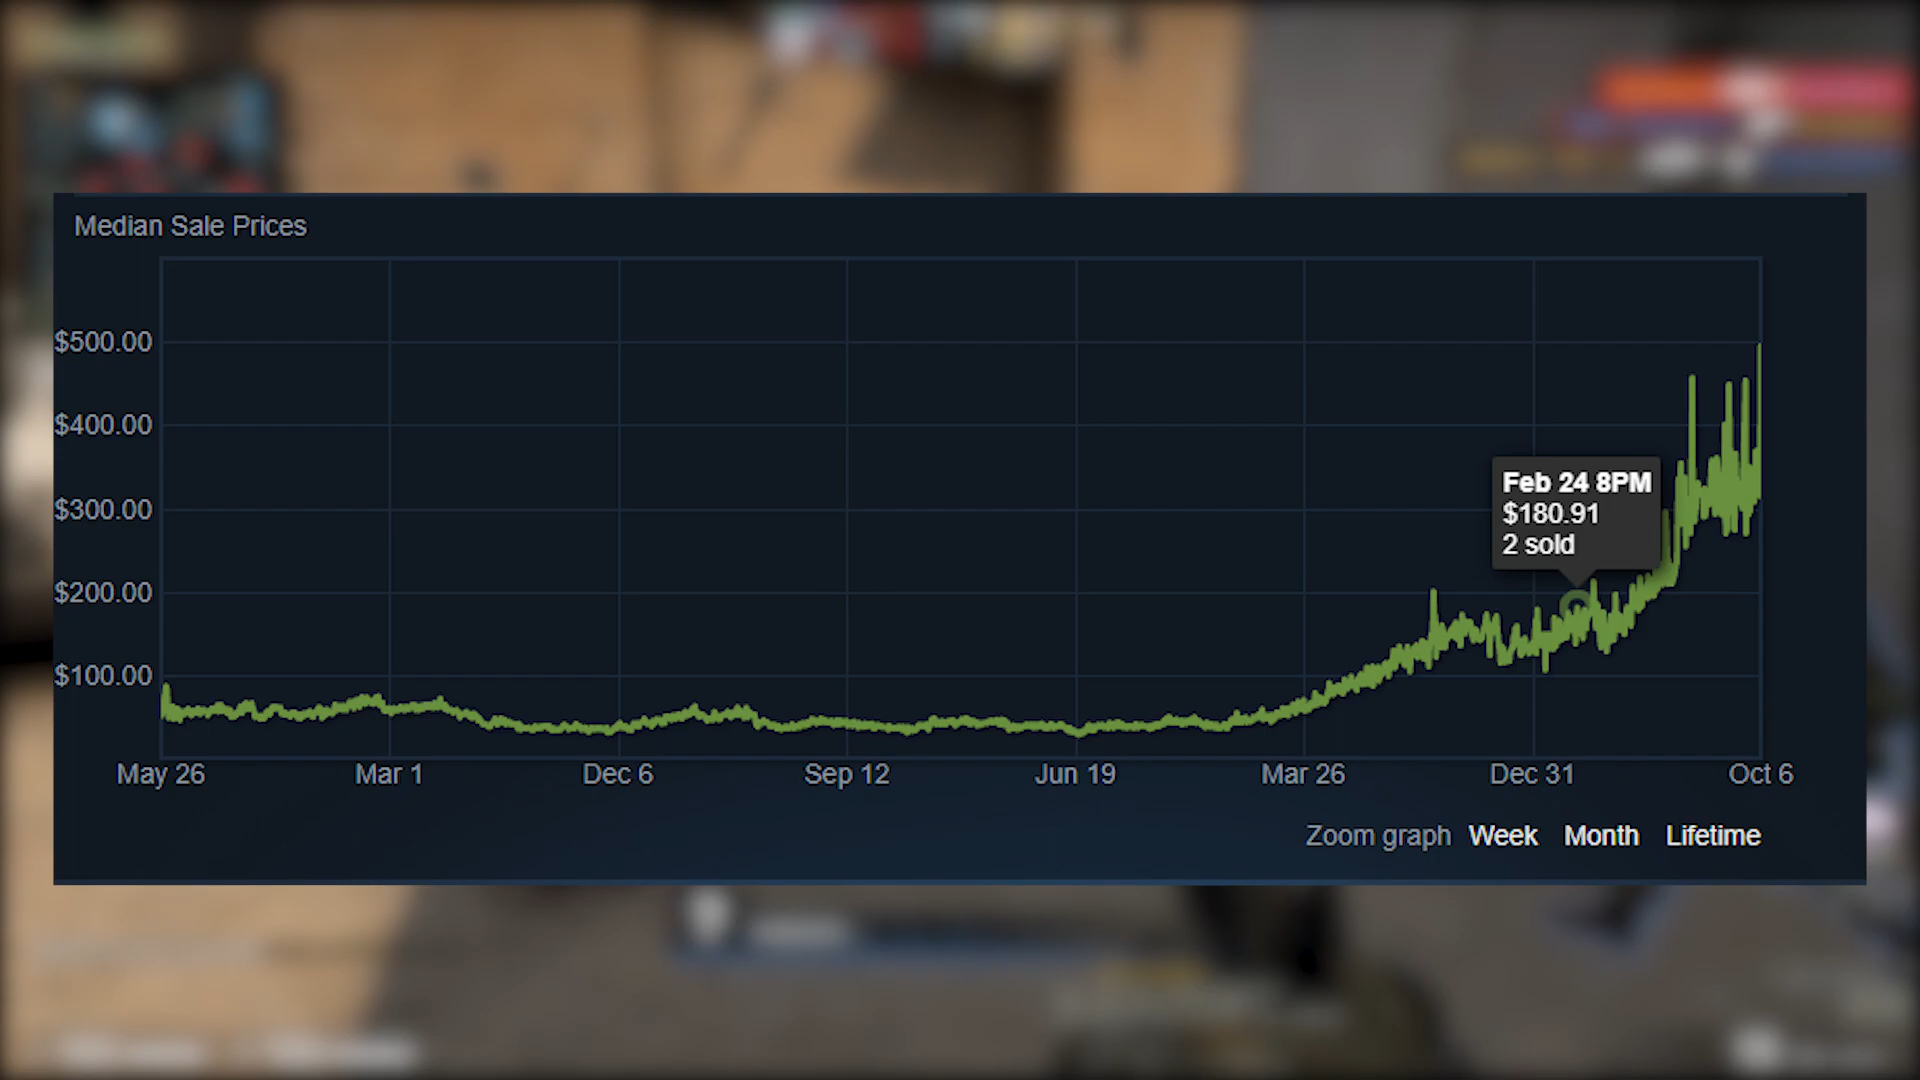 Median Sale Prices
$500.00
$400.00
$300.00
$200.00
$100.00
Feb 24 8PM
$180.91
2 sold
May 26 Mar 1 Dec 6 Sep 12 Jun 19 Mar 26 Dec 31 Oct 6
Zoom graph Week Month Lifetime